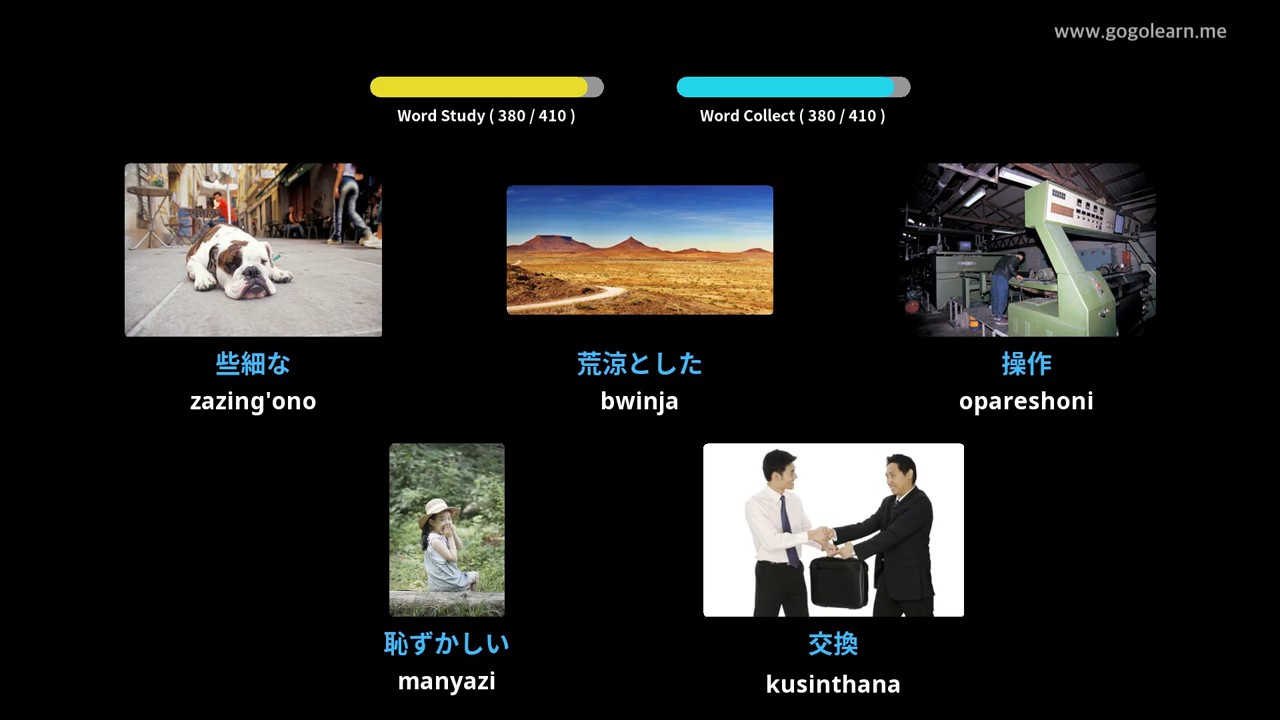 www.gogolearn.me
Word Study ( 380 / 410 )
Word Collect ( 380 / 410 )
些細な
zazing'ono
荒涼とした
bwinja
操作
opareshoni
恥ずかしい
manyazi
交換
kusinthana